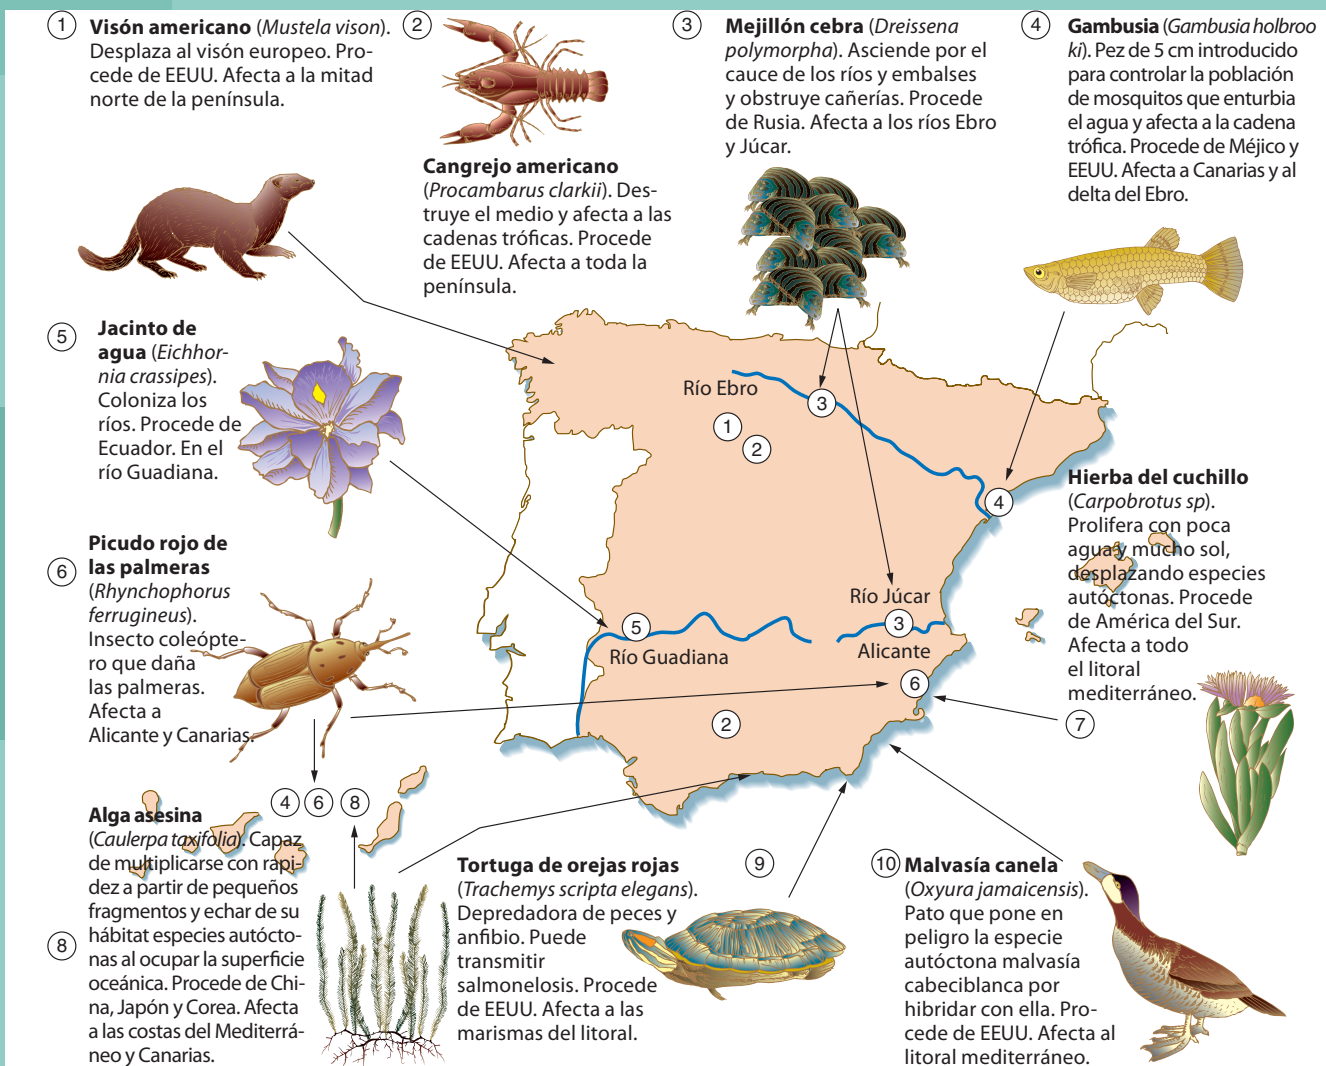 1
Visón americano (Mustela vison).
Desplaza al visón europeo. Pro-
cede de EEUU. Afecta a la mitad
norte de la península.
2
Cangrejo americano
(Procambarus clarkii). Des-
truye el medio y afecta a las
cadenas tróficas. Procede
de EEUU. Afecta a toda la
península.
3
Mejillón cebra (Dreissena
polymorpha). Asciende por el
cauce de los ríos y embalses
y obstruye cañerías. Procede
de Rusia. Afecta a los ríos Ebro
y Júcar.
4
Gambusia (Gambusia holbroo
ki). Pez de 5 cm introducido
para controlar la población
de mosquitos que enturbia
el agua y afecta a la cadena
trófica. Procede de Méjico y
EEUU. Afecta a Canarias y al
delta del Ebro.
5
Jacinto de
agua (Eichhor-
nia crassipes).
Coloniza los
ríos. Procede de
Ecuador. En el
río Guadiana.
Río Ebro
3
1
2
4
Río Júcar
3
Alicante
5
Río Guadiana
6
2
Hierba del cuchillo
(Carpobrotus sp).
Prolifera con poca
agua y mucho sol,
desplazando especies
autóctonas. Procede
de América del Sur.
Afecta a todo
el litoral
mediterráneo.
7
6
Picudo rojo de
las palmeras
(Rhynchophorus
ferrugineus).
Insecto coleópte-
ro que daña
las palmeras.
Afecta a
Alicante y Canarias.
4 6 8
8
Alga asesina
(Caulerpa taxifolia). Capaz
de multiplicarse con rapi-
dez a partir de pequeños
fragmentos y echar de su
hábitat especies autócto-
nas al ocupar la superficie
oceánica. Procede de Chi-
na, Japón y Corea. Afecta
a las costas del Mediterrá-
neo y Canarias.
9
Tortuga de orejas rojas
(Trachemys scripta elegans).
Depredadora de peces y
anfibio. Puede
transmitir
salmonelosis. Procede
de EEUU. Afecta a las
marismas del litoral.
10
Malvasía canela
(Oxyura jamaicensis).
Pato que pone en
peligro la especie
autóctona malvasía
cabeciblanca por
hibridar con ella. Pro-
cede de EEUU. Afecta al
litoral mediterráneo.